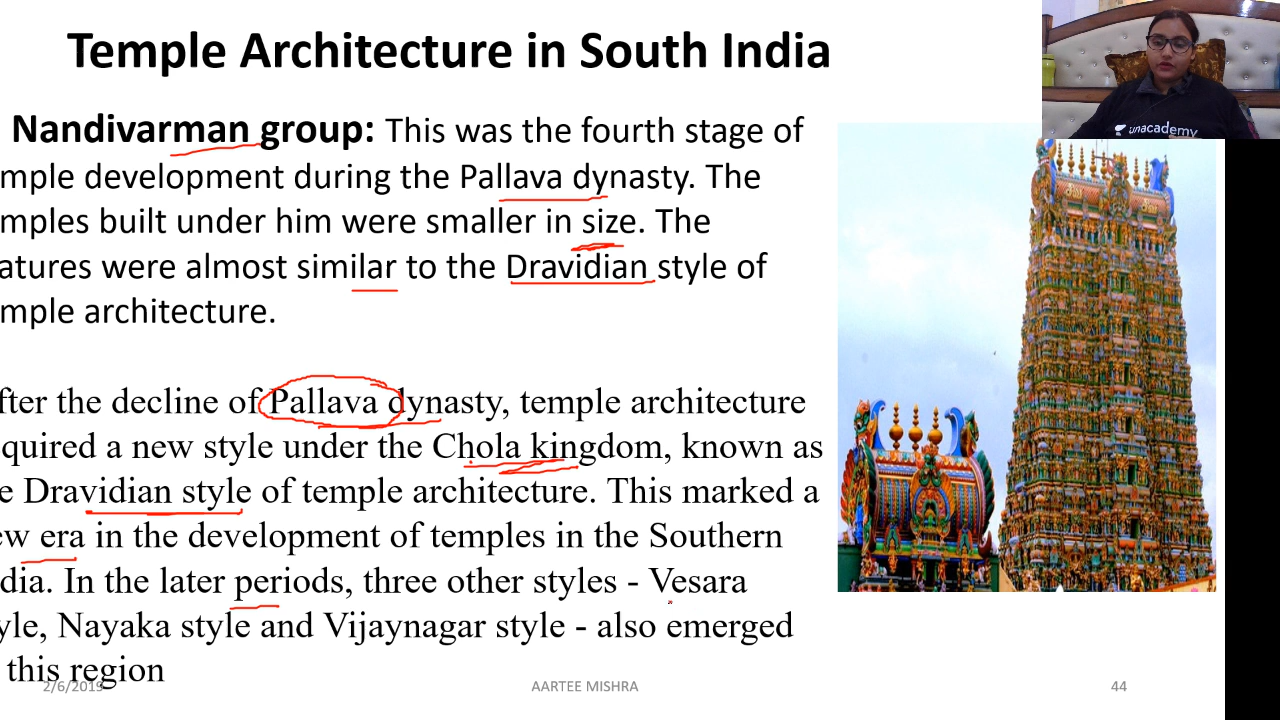 Temple Architecture in South India
unacademy
Nandivarman group: This was the fourth stage of
mple development during the Pallava dynasty. The
mples built under him were smaller in size. The
atures were almost similar to the Dravidian style of
mple architecture.
fter the decline of Pallava dynasty, temple architecture
quired a new style under the Chola kingdom, known as
e Dravidian style of temple architecture. This marked a
ew era in the development of temples in the Southern
dia. In the later periods, three other styles - Vesara
yle, Nayaka style and Vijaynagar style - also emerged
this region
2/6/2019 AARTEE MISHRA 44